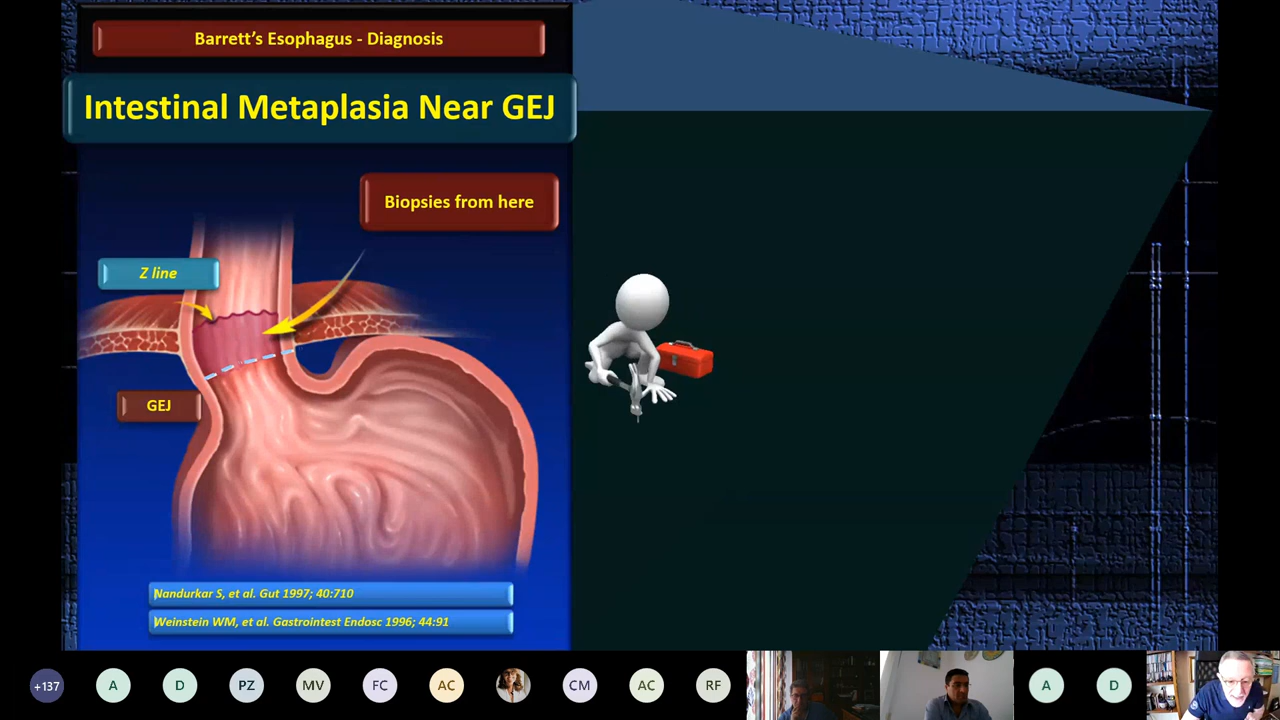 Barrett's Esophagus - Diagnosis
Intestinal Metaplasia Near GEJ
Biopsies from here
Z line
GEJ
Nandurkar S, et al. Gut 1997; 40:710
Weinstein WM, et al. Gastrointest Endosc 1996; 44:91
+137
A
D
PZ
MV
FC
AC
CM
AC
RF
A
D